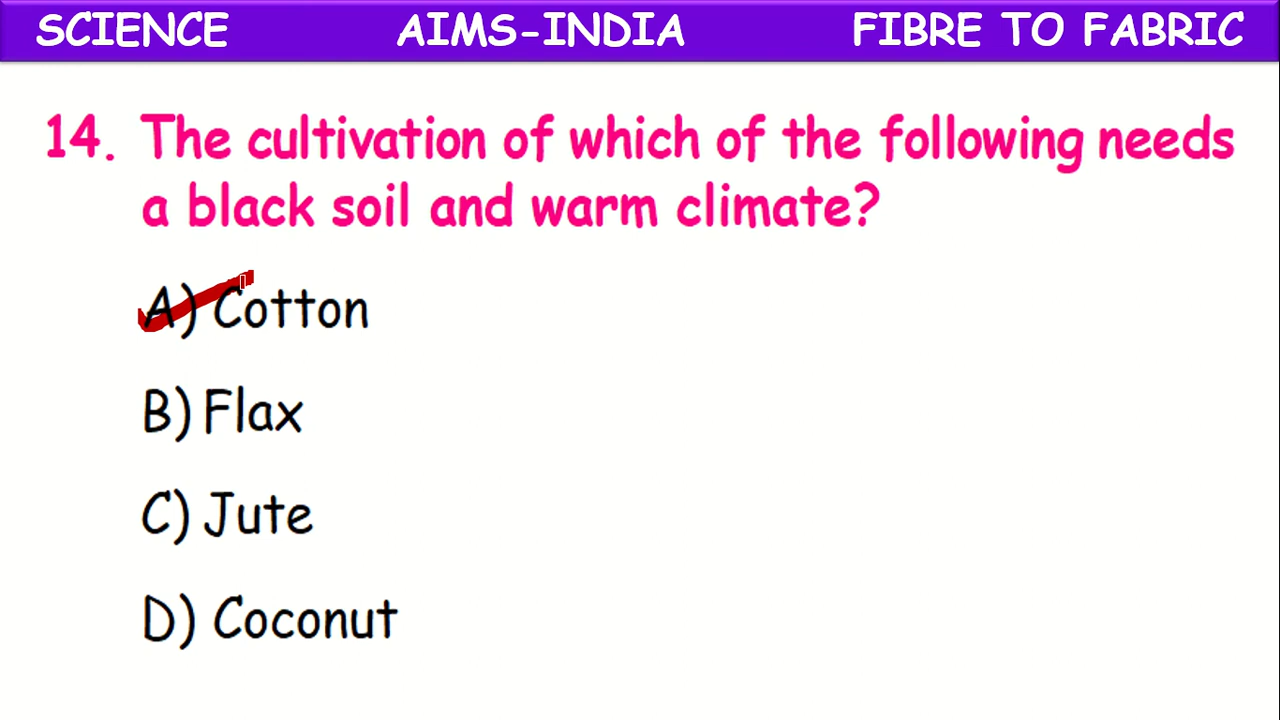 SCIENCE AIMS-INDIA FIBRE TO FABRIC
14. The cultivation of which of the following needs
a black soil and warm climate?
A) Cotton
B) Flax
C) Jute
D) Coconut